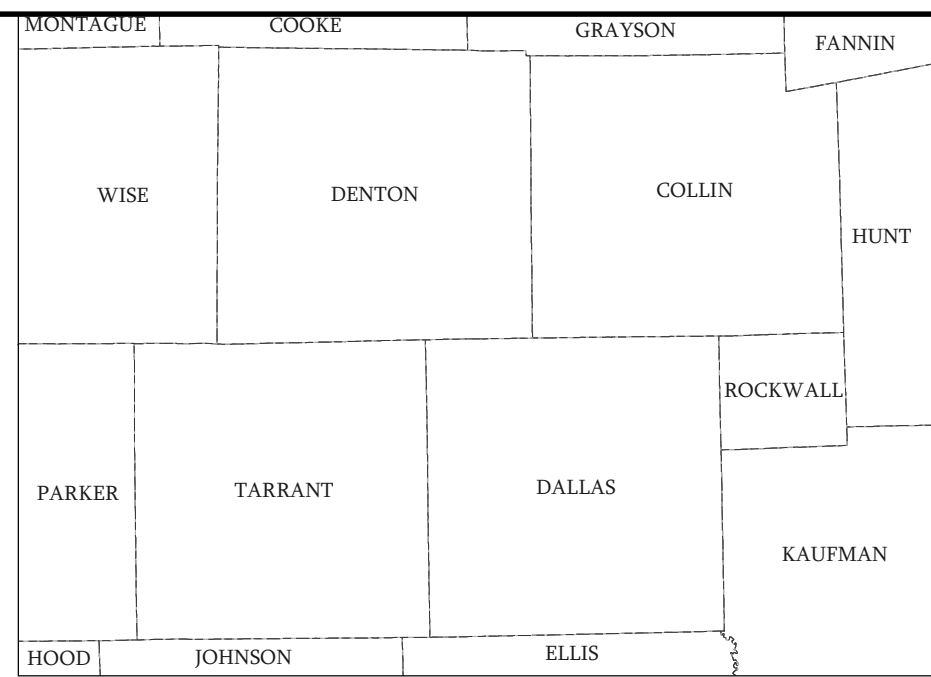 MONTAGUE
COOKE
GRAYSON
FANNIN
WISE
DENTON
COLLIN
HUNT
ROCKWALL
PARKER
TARRANT
DALLAS
KAUFMAN
HOOD
JOHNSON
ELLIS